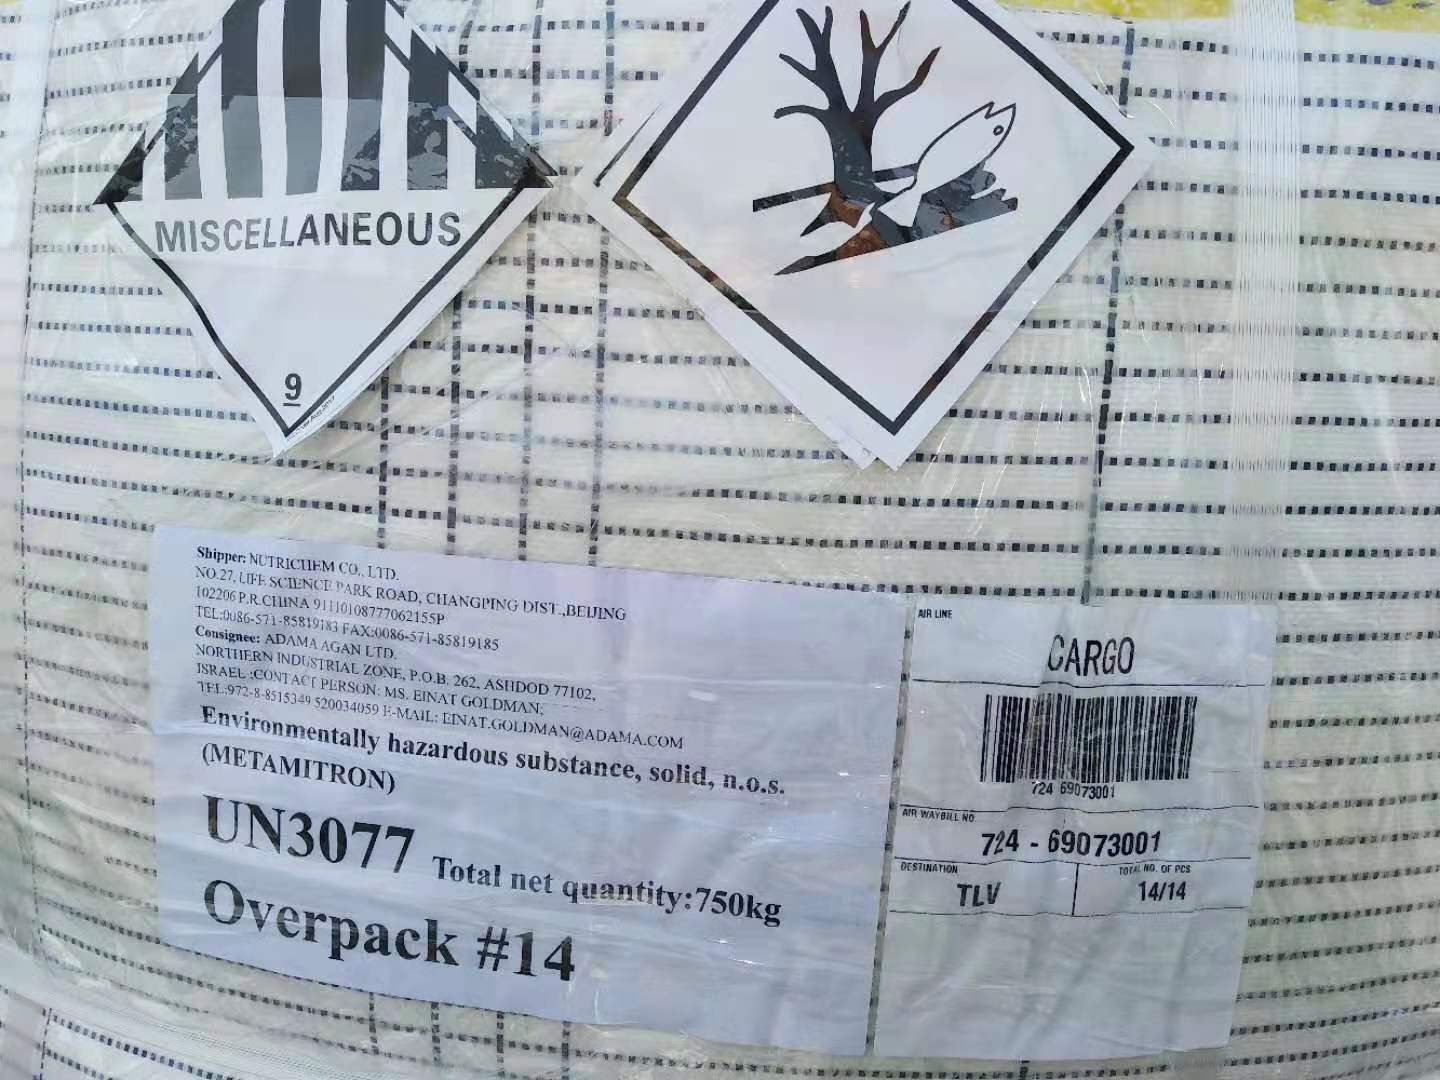 MISCELLANEOUS
9
Shipper: NUTRICHEM CO., LTD.
NO.27, LIFE SCIENCE PARK ROAD, CHANGPING DIST.,BEIJING
102206 P.R.CHINA 91110108777062155P
TEL:0086-571-85819183 FAX:0086-571-85819185
Consignee: ADAMA AGAN LTD.
NORTHERN INDUSTRIAL ZONE, P.O.B. 262, ASHDOD 77102,
ISRAEL ;CONTACT PERSON: MS. EINAT GOLDMAN;
TEL:972-8-8515349 520034059 E-MAIL: EINAT.GOLDMAN@ADAMA.COM
Environmentally hazardous substance, solid, n.o.s.
(METAMITRON)
UN3077 Total net quantity:750kg
Overpack #14
AIR LINE
CARGO
724 69073001
AIR WAYBILL NO
724 - 69073001
DESTINATION
TLV
TOTAL NO. OF PCS
14/14